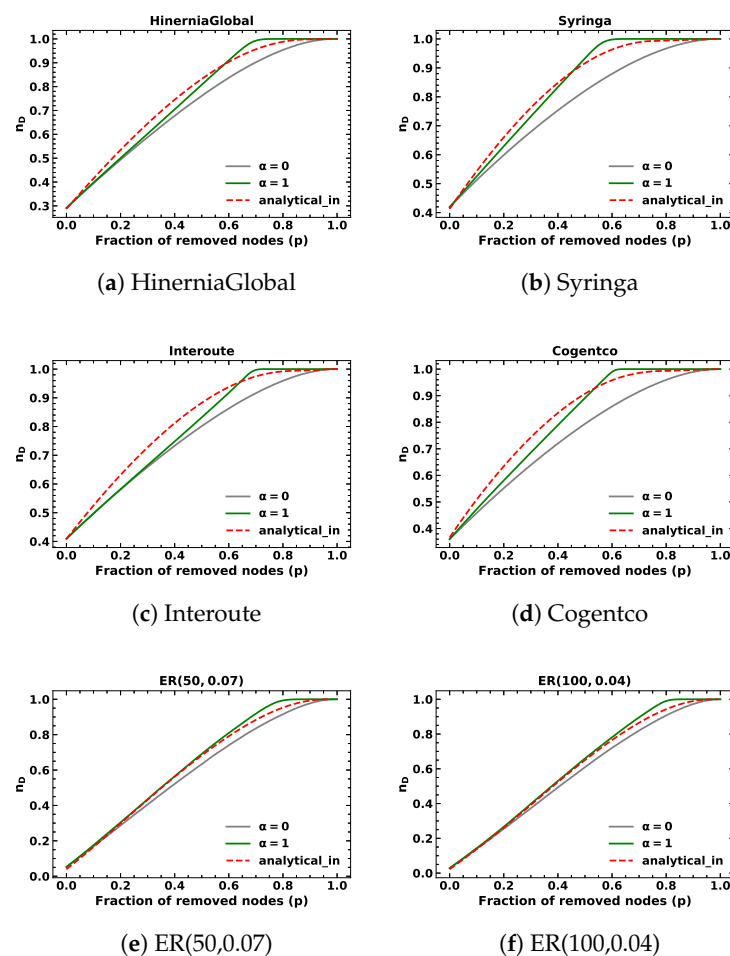 HinerniaGlobal
1.0
0.9
0.8
0.7
0.6
0.5
0.4
0.3
n_D
α = 0
α = 1
analytical_in
0.0 0.2 0.4 0.6 0.8 1.0
Fraction of removed nodes (p)
(a) HinerniaGlobal
Syringa
1.0
0.9
0.8
0.7
0.6
0.5
0.4
n_D
α = 0
α = 1
analytical_in
0.0 0.2 0.4 0.6 0.8 1.0
Fraction of removed nodes (p)
(b) Syringa
Interoute
1.0
0.9
0.8
0.7
0.6
0.5
0.4
n_D
α = 0
α = 1
analytical_in
0.0 0.2 0.4 0.6 0.8 1.0
Fraction of removed nodes (p)
(c) Interoute
Cogentco
1.0
0.9
0.8
0.7
0.6
0.5
0.4
n_D
α = 0
α = 1
analytical_in
0.0 0.2 0.4 0.6 0.8 1.0
Fraction of removed nodes (p)
(d) Cogentco
ER(50, 0.07)
1.0
0.8
0.6
0.4
0.2
0.0
n_D
α = 0
α = 1
analytical_in
0.0 0.2 0.4 0.6 0.8 1.0
Fraction of removed nodes (p)
(e) ER(50,0.07)
ER(100, 0.04)
1.0
0.8
0.6
0.4
0.2
0.0
n_D
α = 0
α = 1
analytical_in
0.0 0.2 0.4 0.6 0.8 1.0
Fraction of removed nodes (p)
(f) ER(100,0.04)